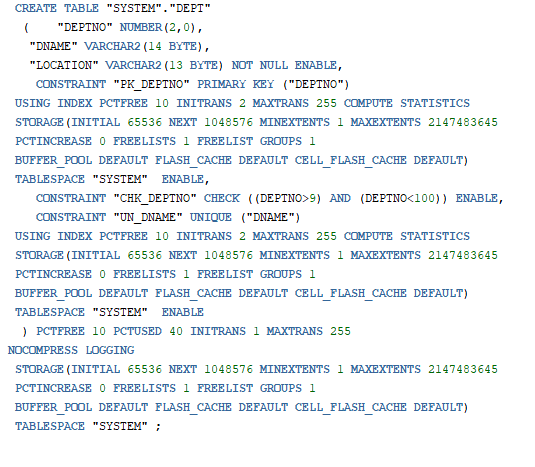 CREATE TABLE "SYSTEM"."DEPT"
(    "DEPTNO" NUMBER(2,0),
"DNAME" VARCHAR2(14 BYTE),
"LOCATION" VARCHAR2(13 BYTE) NOT NULL ENABLE,
CONSTRAINT "PK_DEPTNO" PRIMARY KEY ("DEPTNO")
USING INDEX PCTFREE 10 INITRANS 2 MAXTRANS 255 COMPUTE STATISTICS
STORAGE(INITIAL 65536 NEXT 1048576 MINEXTENTS 1 MAXEXTENTS 2147483645
PCTINCREASE 0 FREELISTS 1 FREELIST GROUPS 1
BUFFER_POOL DEFAULT FLASH_CACHE DEFAULT CELL_FLASH_CACHE DEFAULT)
TABLESPACE "SYSTEM"  ENABLE,
CONSTRAINT "CHK_DEPTNO" CHECK ((DEPTNO>9) AND (DEPTNO<100)) ENABLE,
CONSTRAINT "UN_DNAME" UNIQUE ("DNAME")
USING INDEX PCTFREE 10 INITRANS 2 MAXTRANS 255 COMPUTE STATISTICS
STORAGE(INITIAL 65536 NEXT 1048576 MINEXTENTS 1 MAXEXTENTS 2147483645
PCTINCREASE 0 FREELISTS 1 FREELIST GROUPS 1
BUFFER_POOL DEFAULT FLASH_CACHE DEFAULT CELL_FLASH_CACHE DEFAULT)
TABLESPACE "SYSTEM"  ENABLE
) PCTFREE 10 PCTUSED 40 INITRANS 1 MAXTRANS 255
NOCOMPRESS LOGGING
STORAGE(INITIAL 65536 NEXT 1048576 MINEXTENTS 1 MAXEXTENTS 2147483645
PCTINCREASE 0 FREELISTS 1 FREELIST GROUPS 1
BUFFER_POOL DEFAULT FLASH_CACHE DEFAULT CELL_FLASH_CACHE DEFAULT)
TABLESPACE "SYSTEM" ;